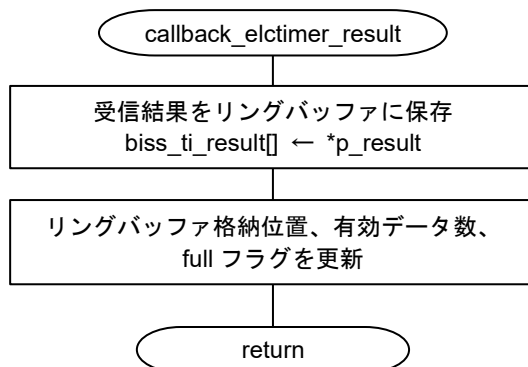 callback_elctimer_result
受信結果をリングバッファに保存
biss_ti_result[] ← *p_result
リングバッファ格納位置、有効データ数、
full フラグを更新
return